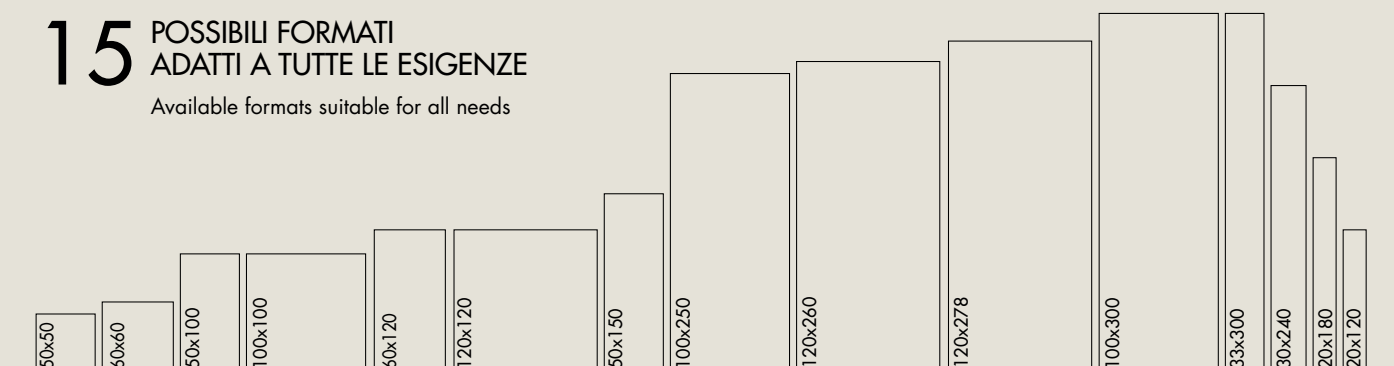 15
POSSIBILI FORMATI
ADATTI A TUTTE LE ESIGENZE
Available formats suitable for all needs
50x50
60x60
50x100
100x100
60x120
120x120
50x150
100x250
120x260
120x278
100x300
33x300
30x240
20x180
20x120